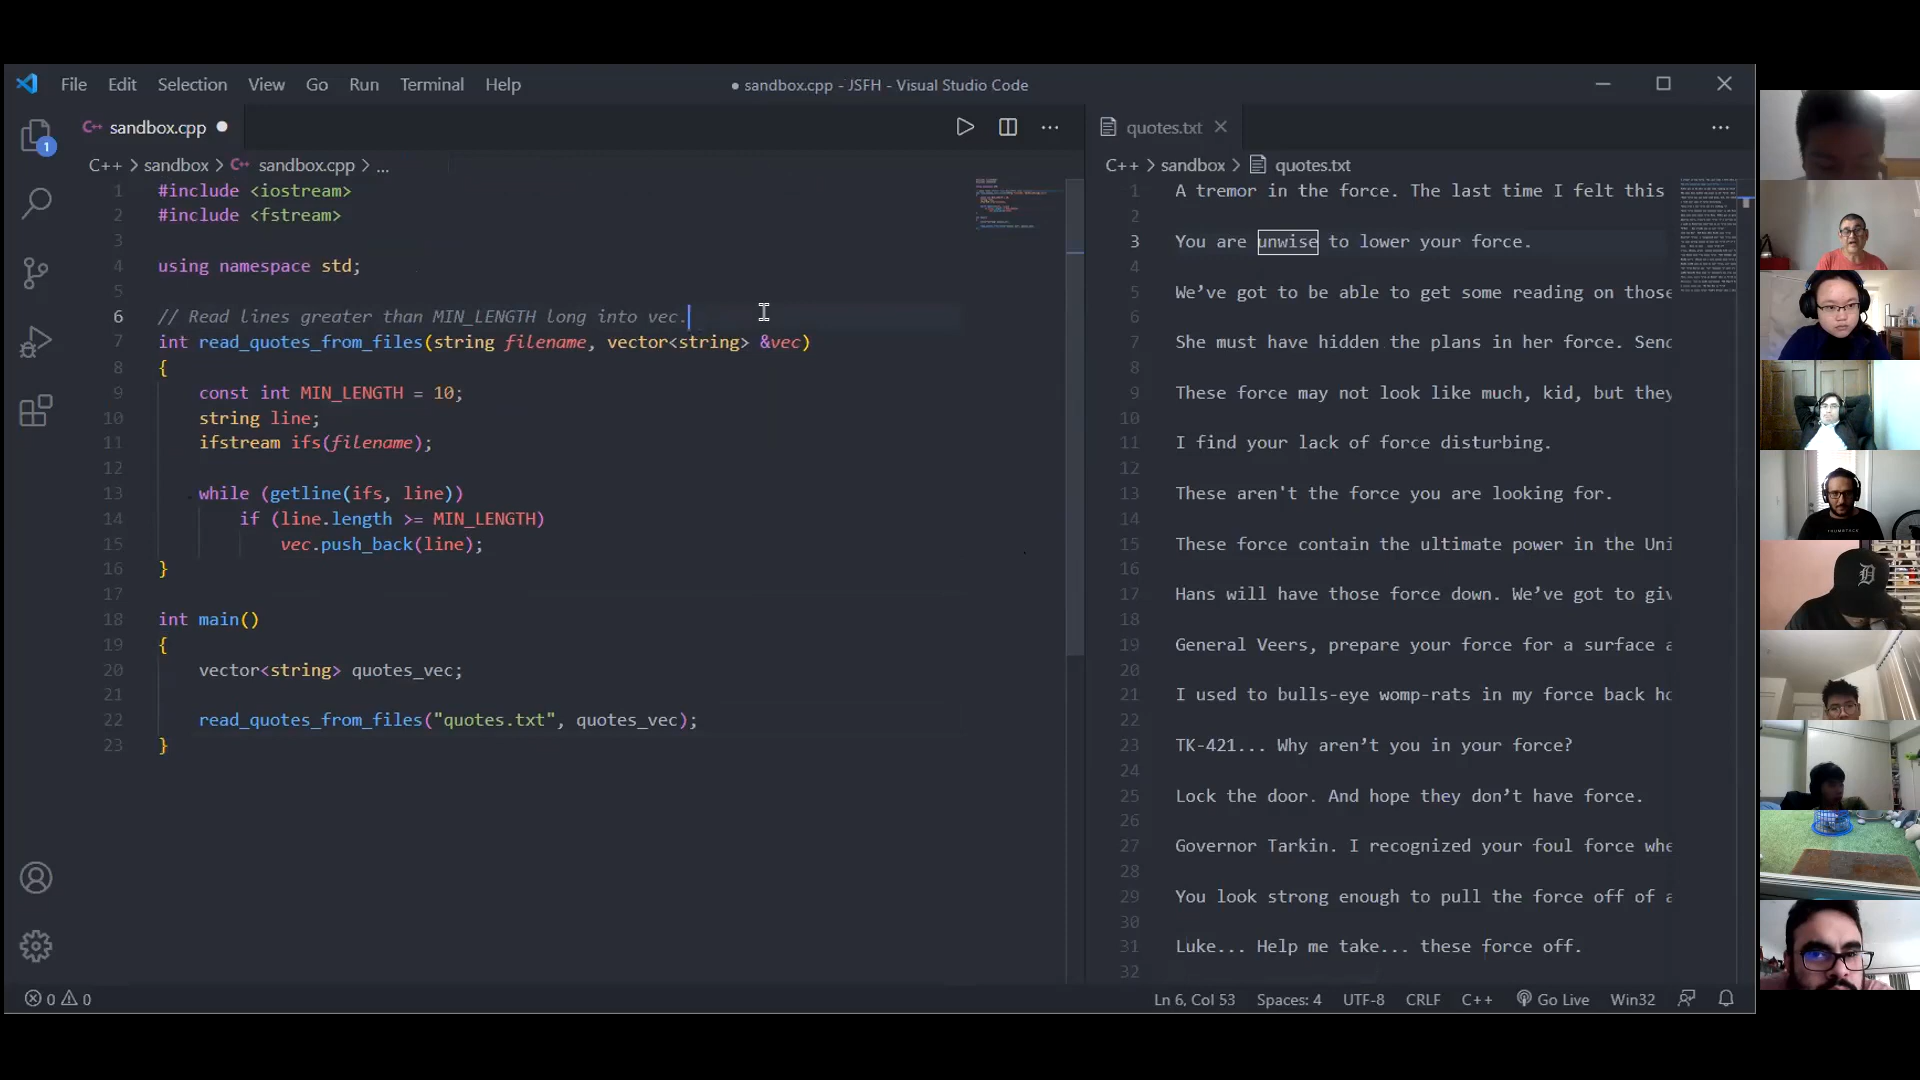 File Edit Selection View Go Run Terminal Help
● sandbox.cpp - JSFH - Visual Studio Code
sandbox.cpp
C++ > sandbox > sandbox.cpp > ...
1 #include <iostream>
2 #include <fstream>
3
4 using namespace std;
5
6 // Read lines greater than MIN_LENGTH long into vec.
7 int read_quotes_from_files(string filename, vector<string> &vec)
8 {
9 const int MIN_LENGTH = 10;
10 string line;
11 ifstream ifs(filename);
12
13 while (getline(ifs, line))
14 if (line.length >= MIN_LENGTH)
15 vec.push_back(line);
16 }
17
18 int main()
19 {
20 vector<string> quotes_vec;
21
22 read_quotes_from_files("quotes.txt", quotes_vec);
23 }
quotes.txt
C++ > sandbox > quotes.txt
1 A tremor in the force. The last time I felt this
2
3 You are unwise to lower your force.
4
5 We’ve got to be able to get some reading on those
6
7 She must have hidden the plans in her force. Send
8
9 These force may not look like much, kid, but they
10
11 I find your lack of force disturbing.
12
13 These aren't the force you are looking for.
14
15 These force contain the ultimate power in the Uni
16
17 Hans will have those force down. We’ve got to giv
18
19 General Veers, prepare your force for a surface a
20
21 I used to bulls-eye womp-rats in my force back ho
22
23 TK-421... Why aren’t you in your force?
24
25 Lock the door. And hope they don’t have force.
26
27 Governor Tarkin. I recognized your foul force whe
28
29 You look strong enough to pull the force off of a
30
31 Luke... Help me take... these force off.
32
1
0 0
Ln 6, Col 53 Spaces: 4 UTF-8 CRLF C++ Go Live Win32